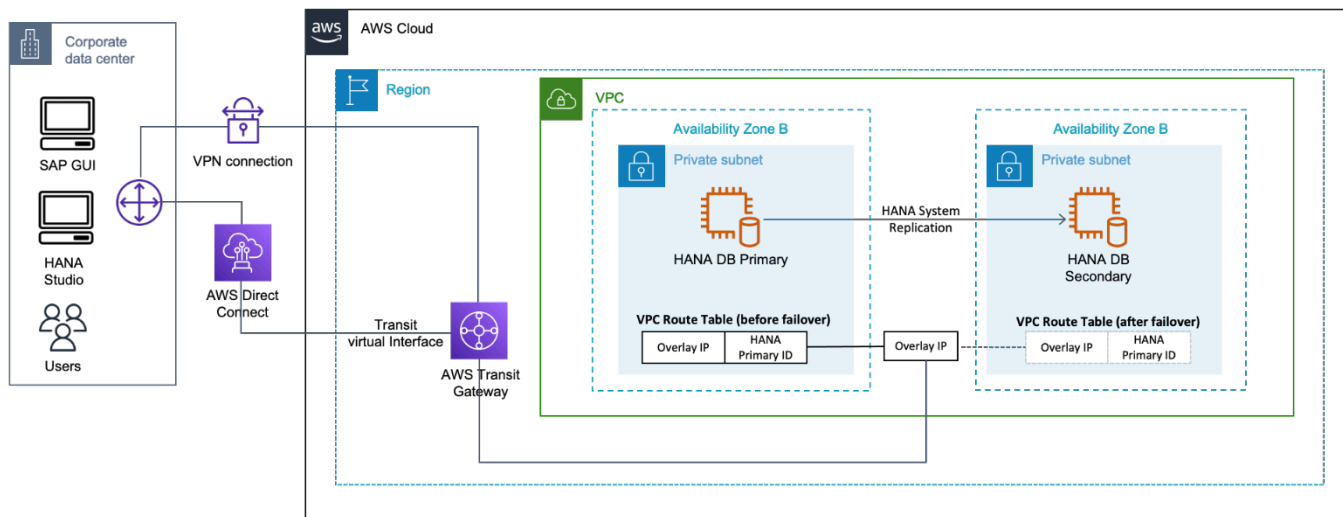 Corporate
data center
SAP GUI
HANA
Studio
Users
VPN connection
AWS Direct
Connect
Transit
virtual Interface
AWS Transit
Gateway
aws
AWS Cloud
Region
VPC
Availability Zone B
Private subnet
HANA DB Primary
HANA System
Replication
Availability Zone B
Private subnet
HANA DB
Secondary
VPC Route Table (before failover)
Overlay IP
HANA
Primary ID
Overlay IP
VPC Route Table (after failover)
Overlay IP
HANA
Primary ID